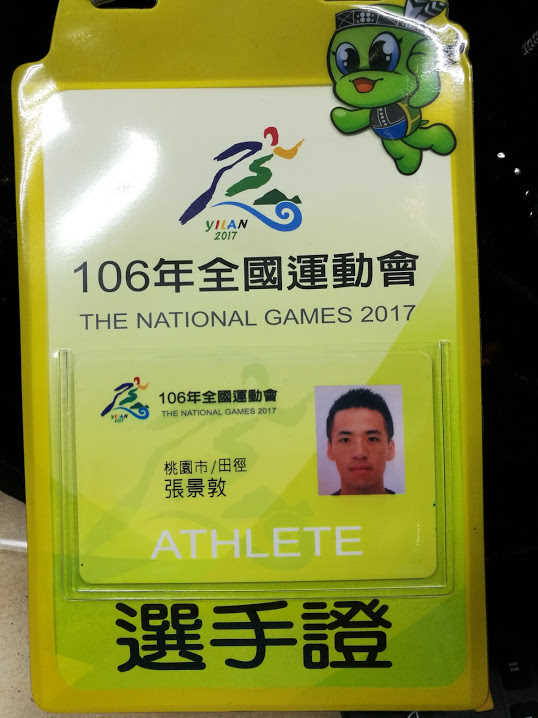 YILAN
2017
106年全國運動會
THE NATIONAL GAMES 2017
YILAN
2017
106年全國運動會
THE NATIONAL GAMES 2017
桃園市/田徑
張景敦
ATHLETE
選手證